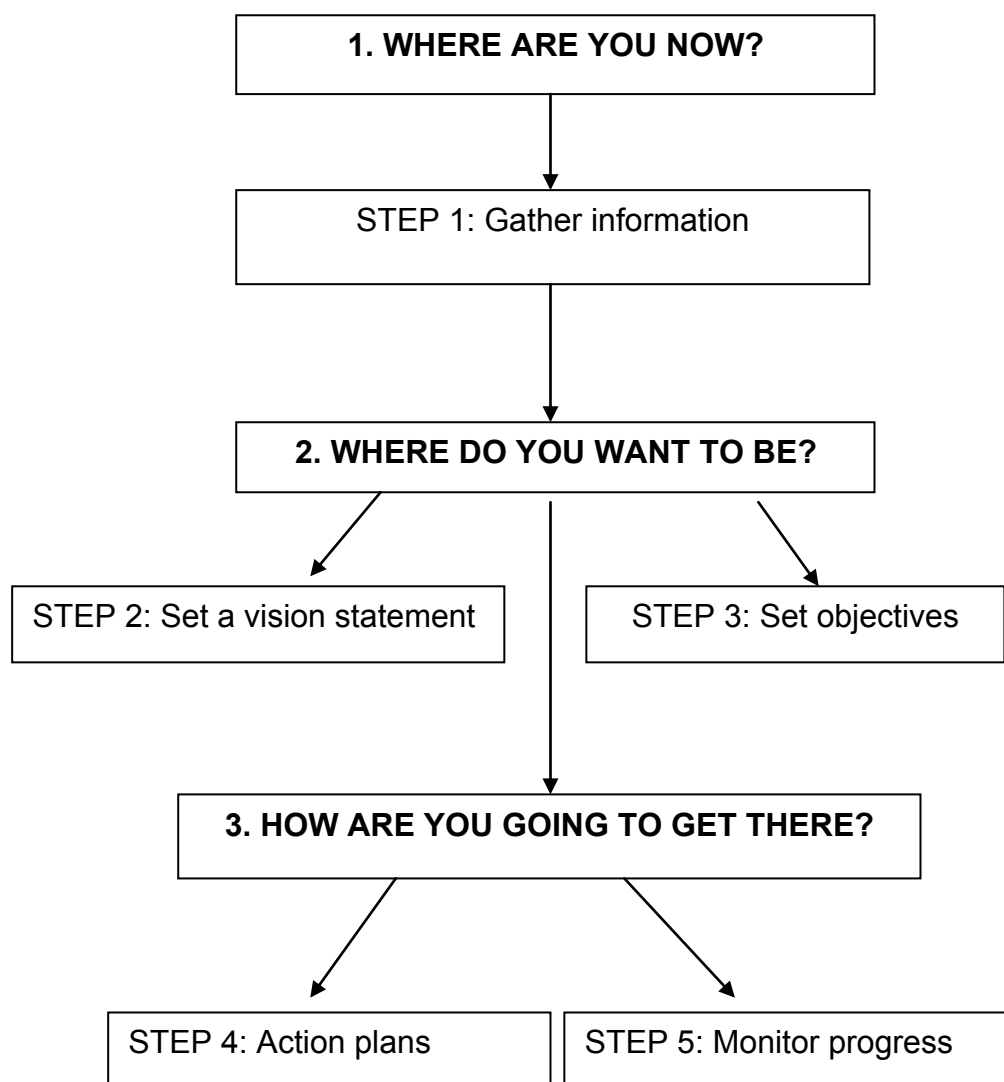 1. WHERE ARE YOU NOW?
STEP 1: Gather information
2. WHERE DO YOU WANT TO BE?
STEP 2: Set a vision statement
STEP 3: Set objectives
3. HOW ARE YOU GOING TO GET THERE?
STEP 4: Action plans
STEP 5: Monitor progress